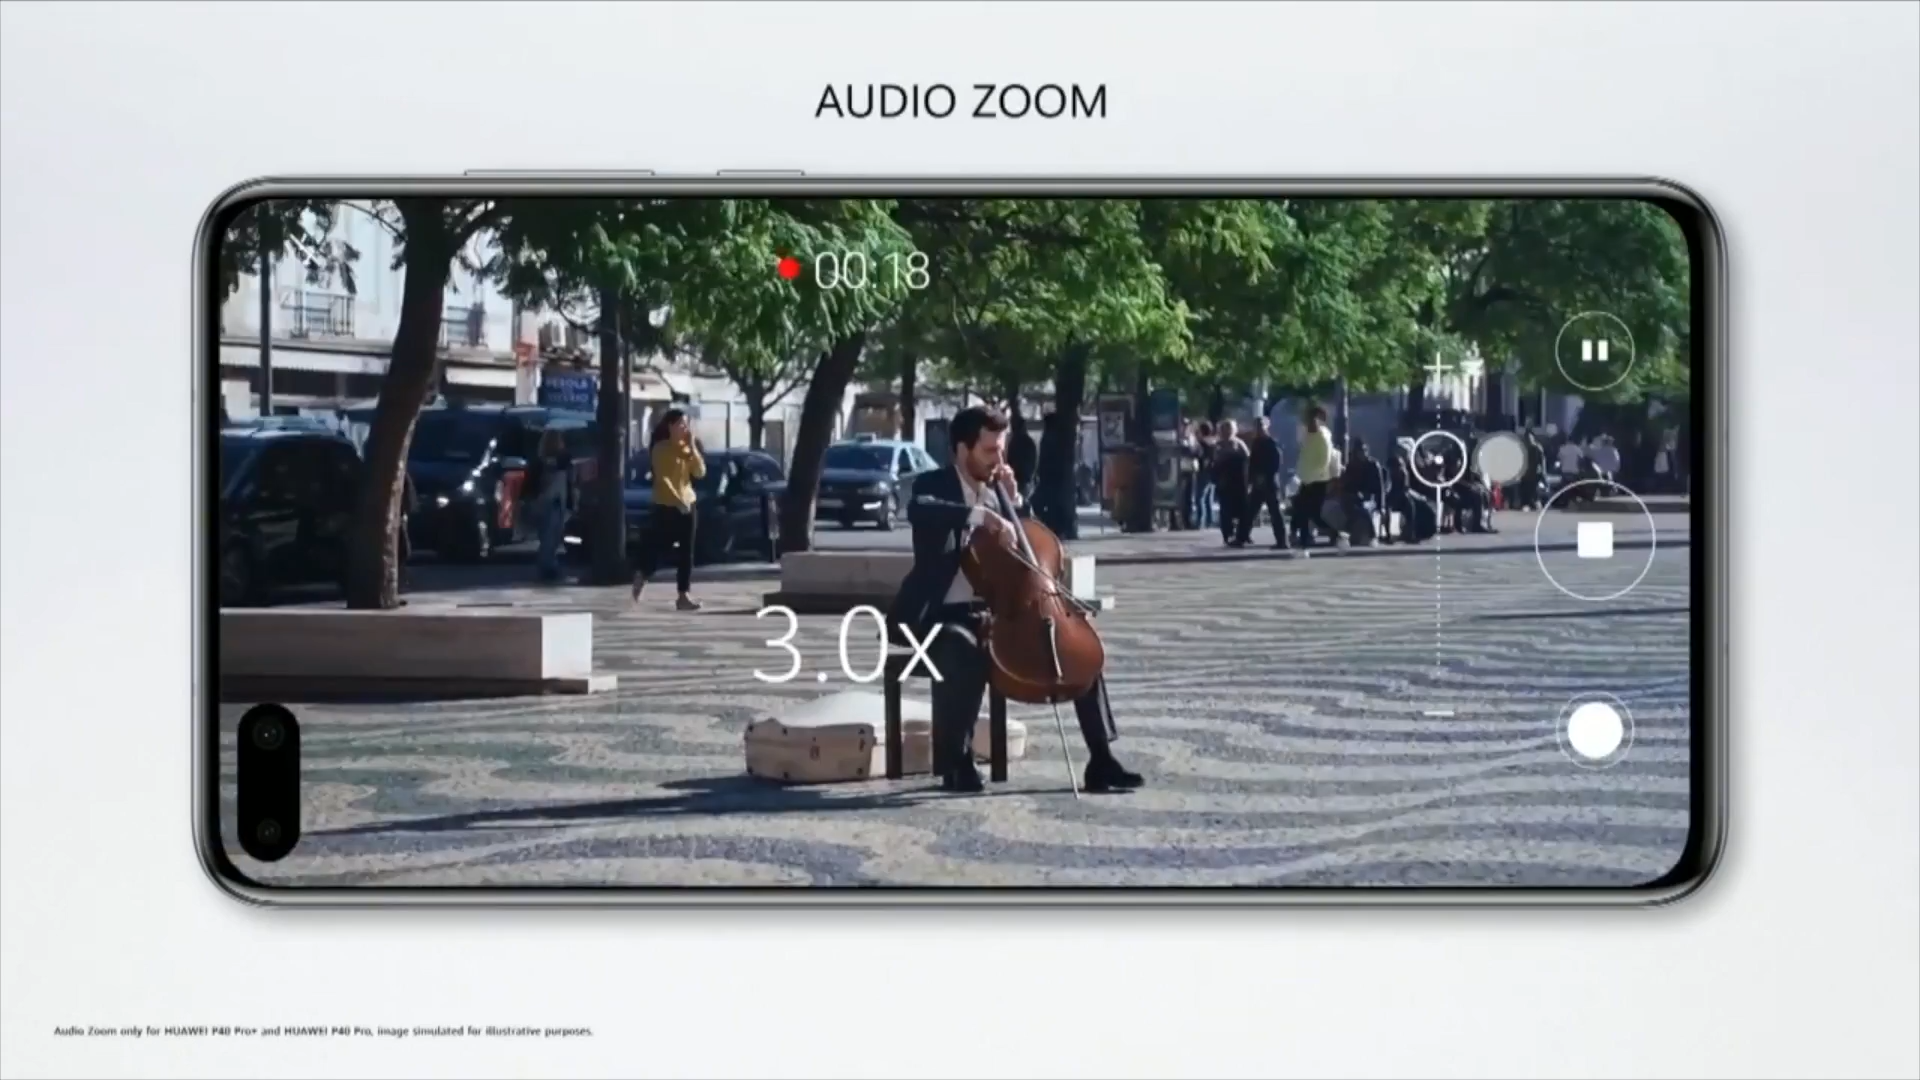 AUDIO ZOOM
00:18
3.0x
Audio Zoom only for HUAWEI P40 Pro+ and HUAWEI P40 Pro, image simulated for illustrative purposes.